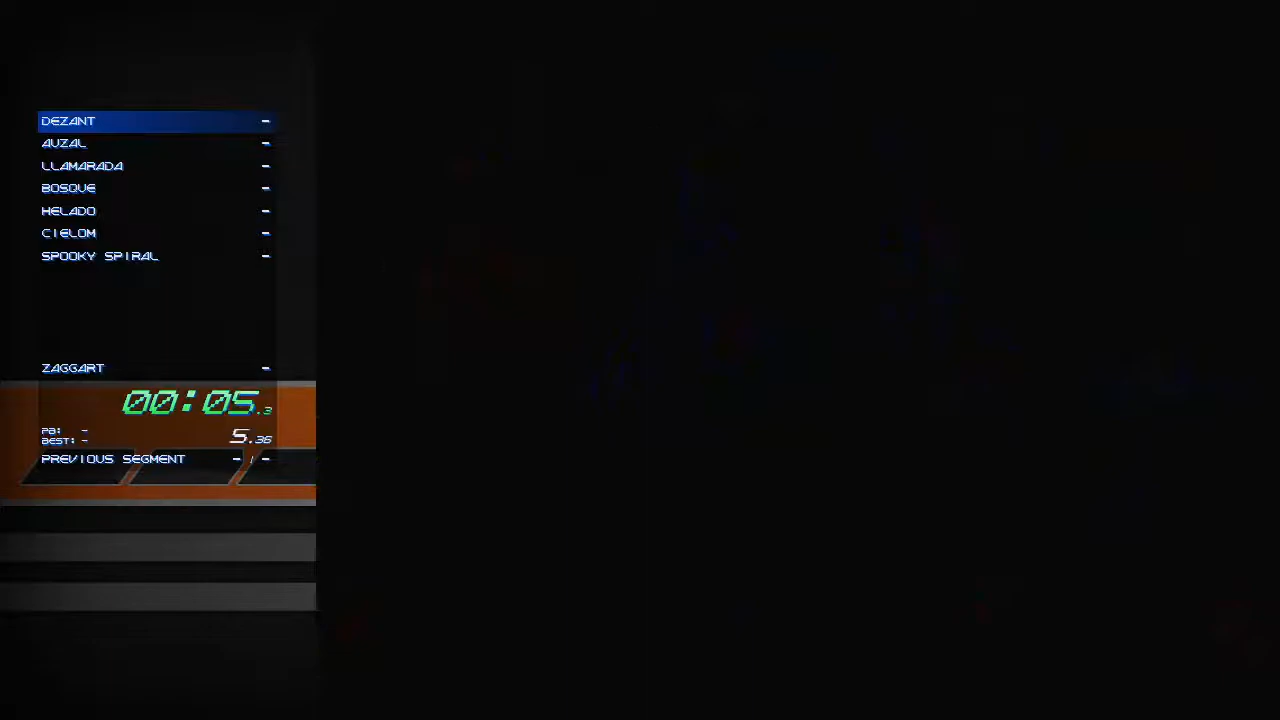 DEZANT -
AUZAL -
LLAMARADA -
BOSQUE -
HELADO -
CIELOM -
SPOOKY SPIRAL -
ZAGGART -
00:05.3
PB: -
BEST: -
5.36
PREVIOUS SEGMENT - / -